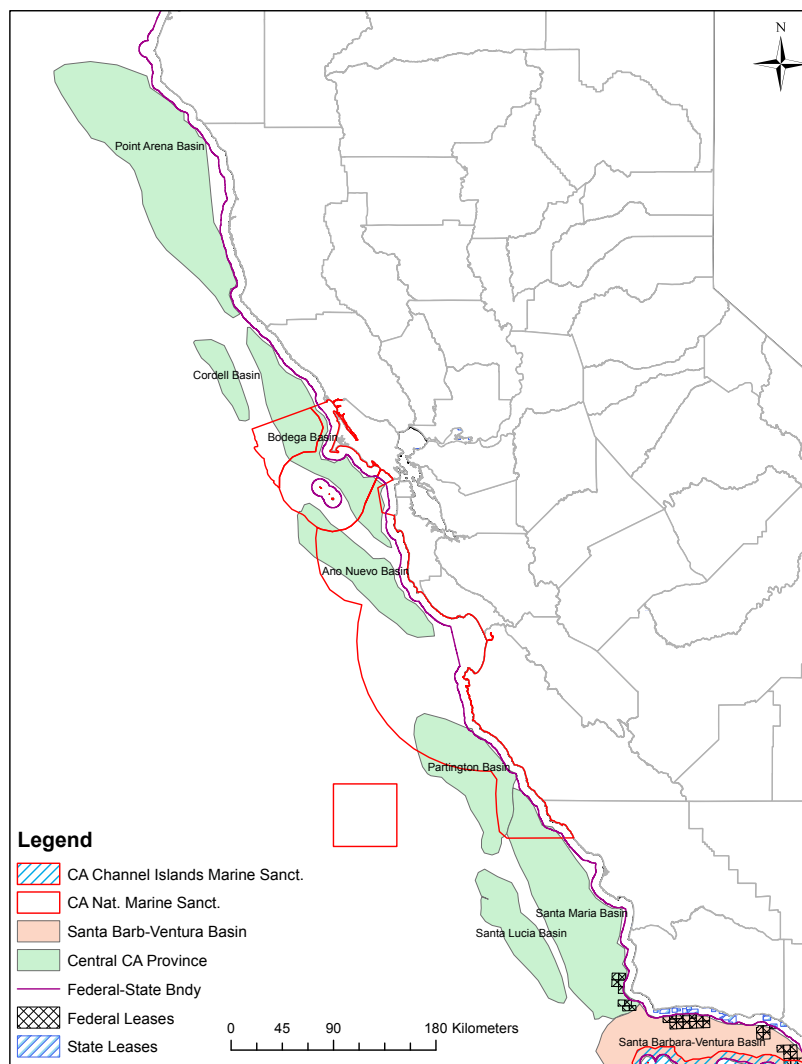 N
Point Arena Basin
Cordell Basin
Bodega Basin
Ano Nuevo Basin
Partington Basin
Santa Maria Basin
Santa Lucia Basin
Santa Barbara-Ventura Basin
Legend
CA Channel Islands Marine Sanct.
CA Nat. Marine Sanct.
Santa Barb-Ventura Basin
Central CA Province
Federal-State Bndy
Federal Leases
State Leases
0 45 90 180 Kilometers